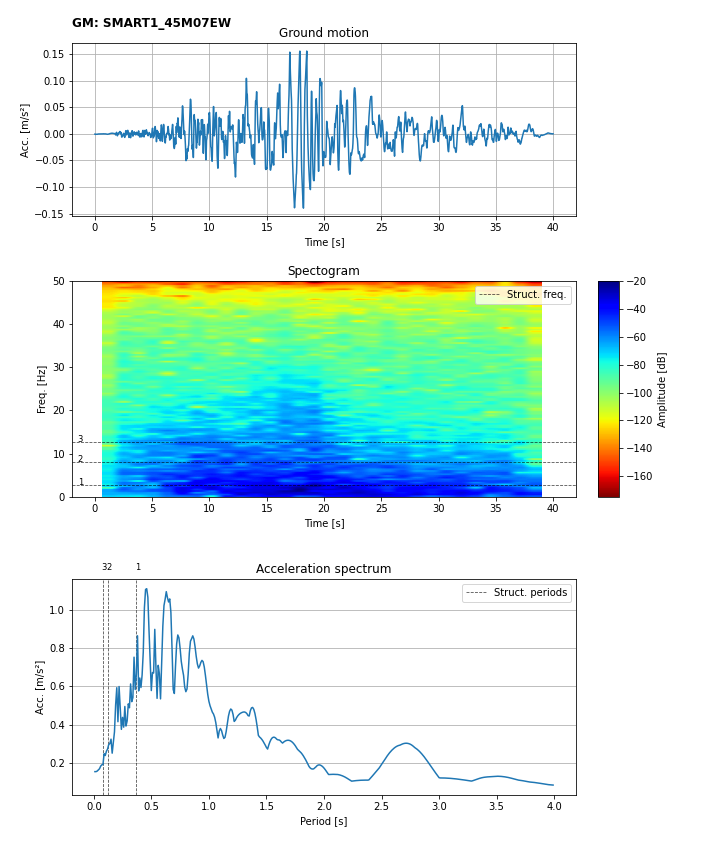 GM: SMART1_45M07EW
Ground motion
0.15
0.10
0.05
0.00
−0.05
−0.10
−0.15
Acc. [m/s²]
0 5 10 15 20 25 30 35 40
Time [s]
Spectogram
50
40
30
20
10
0
Freq. [Hz]
Struct. freq.
3
2
1
0 5 10 15 20 25 30 35 40
Time [s]
−20
−40
−60
−80
−100
−120
−140
−160
Amplitude [dB]
32 1
Acceleration spectrum
Struct. periods
1.0
0.8
0.6
0.4
0.2
Acc. [m/s²]
0.0 0.5 1.0 1.5 2.0 2.5 3.0 3.5 4.0
Period [s]